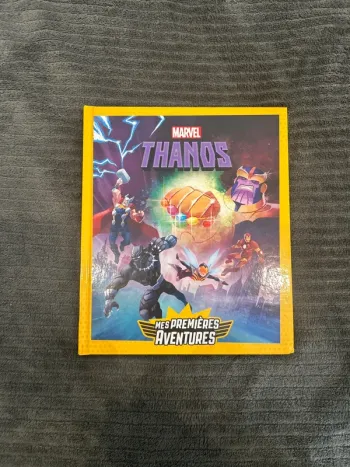 MARVEL
THANOS
MES PREMIÈRES
AVENTURES